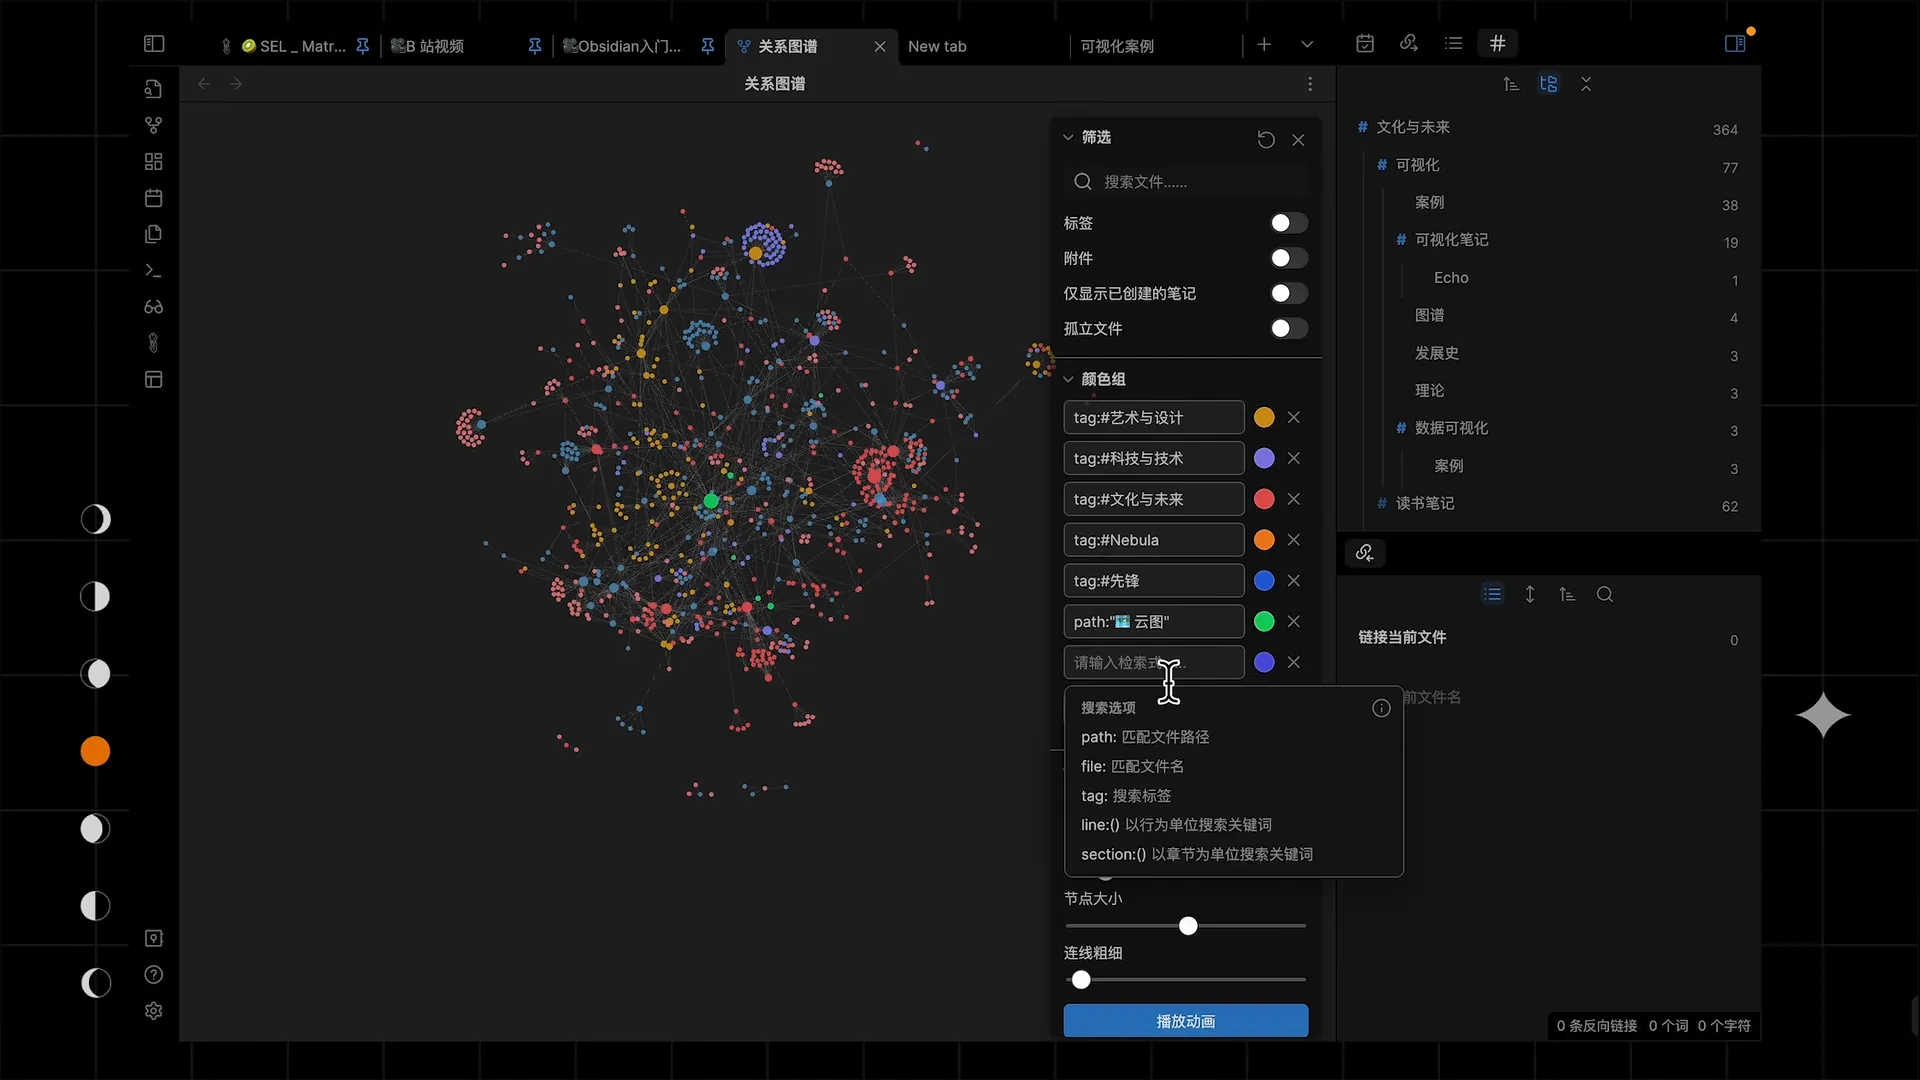 SEL _ Matr...
B 站视频
Obsidian入门...
关系图谱
New tab
可视化案例
关系图谱
筛选
搜索文件......
标签
附件
仅显示已创建的笔记
孤立文件
颜色组
tag:#艺术与设计
tag:#科技与技术
tag:#文化与未来
tag:#Nebula
tag:#先锋
path:"🗺️ 云图"
请输入检索式
搜索选项
path: 匹配文件路径
file: 匹配文件名
tag: 搜索标签
line:() 以行为单位搜索关键词
section:() 以章节为单位搜索关键词
节点大小
连线粗细
播放动画
# 文化与未来 364
# 可视化 77
案例 38
# 可视化笔记 19
Echo 1
图谱 4
发展史 3
理论 3
# 数据可视化 3
案例 3
# 读书笔记 62
链接当前文件 0
前文件名
0 条反向链接 0 个词 0 个字符